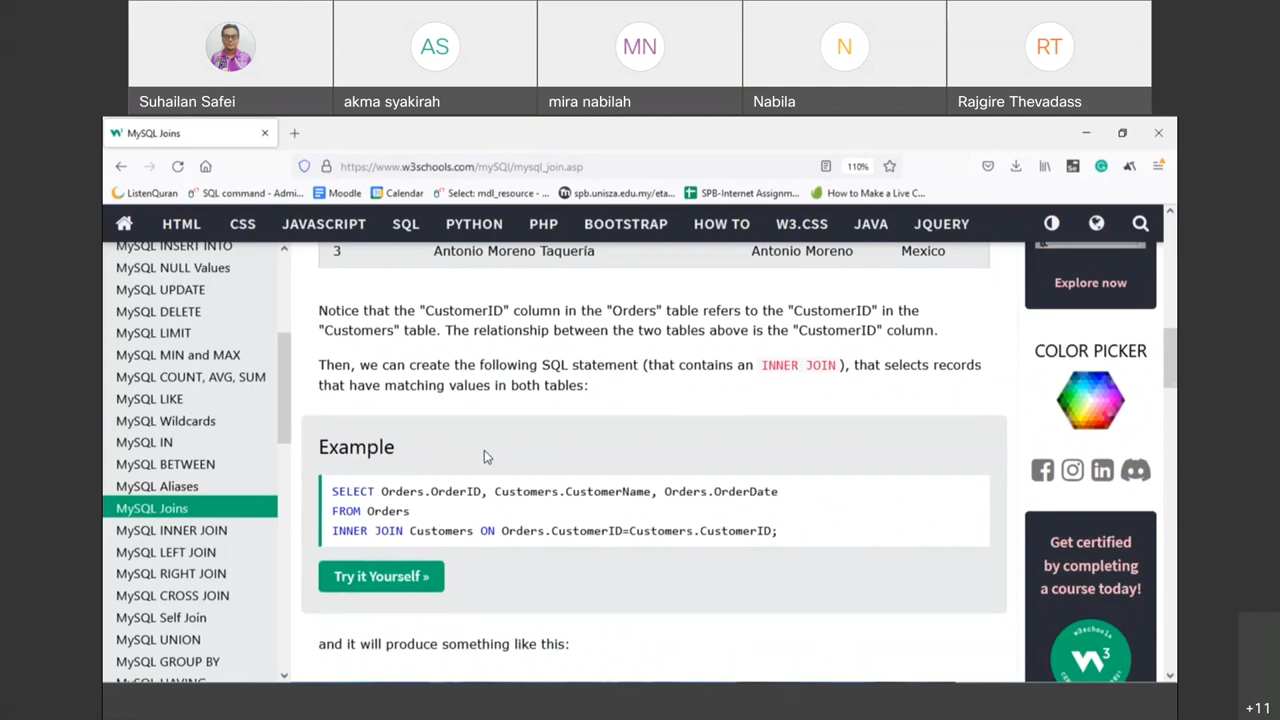 AS
MN
N
RT
Suhailan Safei
akma syakirah
mira nabilah
Nabila
Rajgire Thevadass
MySQL Joins
https://www.w3schools.com/mySQl/mysql_join.asp
110%
ListenQuran
SQL command - Admi...
Moodle
Calendar
Select: mdl_resource - ...
spb.unisza.edu.my/eta...
SPB-Internet Assignm...
How to Make a Live C...
HTML
CSS
JAVASCRIPT
SQL
PYTHON
PHP
BOOTSTRAP
HOW TO
W3.CSS
JAVA
JQUERY
MySQL INSERT INTO
MySQL NULL Values
MySQL UPDATE
MySQL DELETE
MySQL LIMIT
MySQL MIN and MAX
MySQL COUNT, AVG, SUM
MySQL LIKE
MySQL Wildcards
MySQL IN
MySQL BETWEEN
MySQL Aliases
MySQL Joins
MySQL INNER JOIN
MySQL LEFT JOIN
MySQL RIGHT JOIN
MySQL CROSS JOIN
MySQL Self Join
MySQL UNION
MySQL GROUP BY
MySQL HAVING
3 Antonio Moreno Taquería Antonio Moreno Mexico
Notice that the "CustomerID" column in the "Orders" table refers to the "CustomerID" in the
"Customers" table. The relationship between the two tables above is the "CustomerID" column.
Then, we can create the following SQL statement (that contains an INNER JOIN), that selects records
that have matching values in both tables:
Example
SELECT Orders.OrderID, Customers.CustomerName, Orders.OrderDate
FROM Orders
INNER JOIN Customers ON Orders.CustomerID=Customers.CustomerID;
Try it Yourself »
and it will produce something like this:
Explore now
COLOR PICKER
Get certified
by completing
a course today!
w3schools
+11